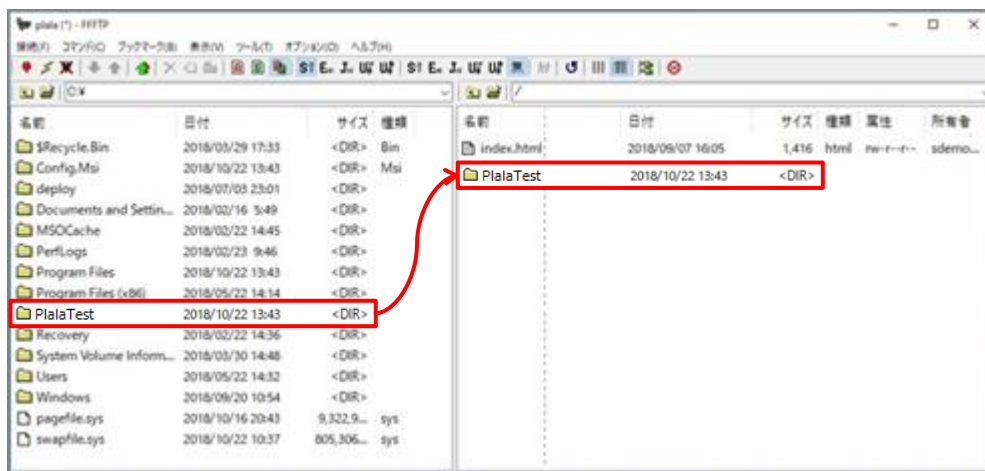 plala (*) - FFFTP
接続(F) コマンド(C) ブックマーク(B) 表示(V) ツール(T) オプション(O) ヘルプ(H)
C:¥
/
名前 日付 サイズ 種類
$Recycle.Bin 2018/03/29 17:33 <DIR> Bin
Config.Msi 2018/10/22 13:43 <DIR> Msi
deploy 2018/07/03 23:01 <DIR>
Documents and Settin... 2018/02/16 5:49 <DIR>
MSOCache 2018/02/22 14:45 <DIR>
PerfLogs 2018/02/23 9:46 <DIR>
Program Files 2018/10/22 13:43 <DIR>
Program Files (x86) 2018/05/22 14:14 <DIR>
PlalaTest 2018/10/22 13:43 <DIR>
Recovery 2018/02/22 14:36 <DIR>
System Volume Inform... 2018/03/30 14:48 <DIR>
Users 2018/05/22 14:32 <DIR>
Windows 2018/09/20 10:54 <DIR>
pagefile.sys 2018/10/16 20:43 9,322,9... sys
swapfile.sys 2018/10/22 10:37 805,306... sys
名前 日付 サイズ 種類 属性 所有者
index.html 2018/09/07 16:05 1,416 html rw-r--r-- sdemo...
PlalaTest 2018/10/22 13:43 <DIR>